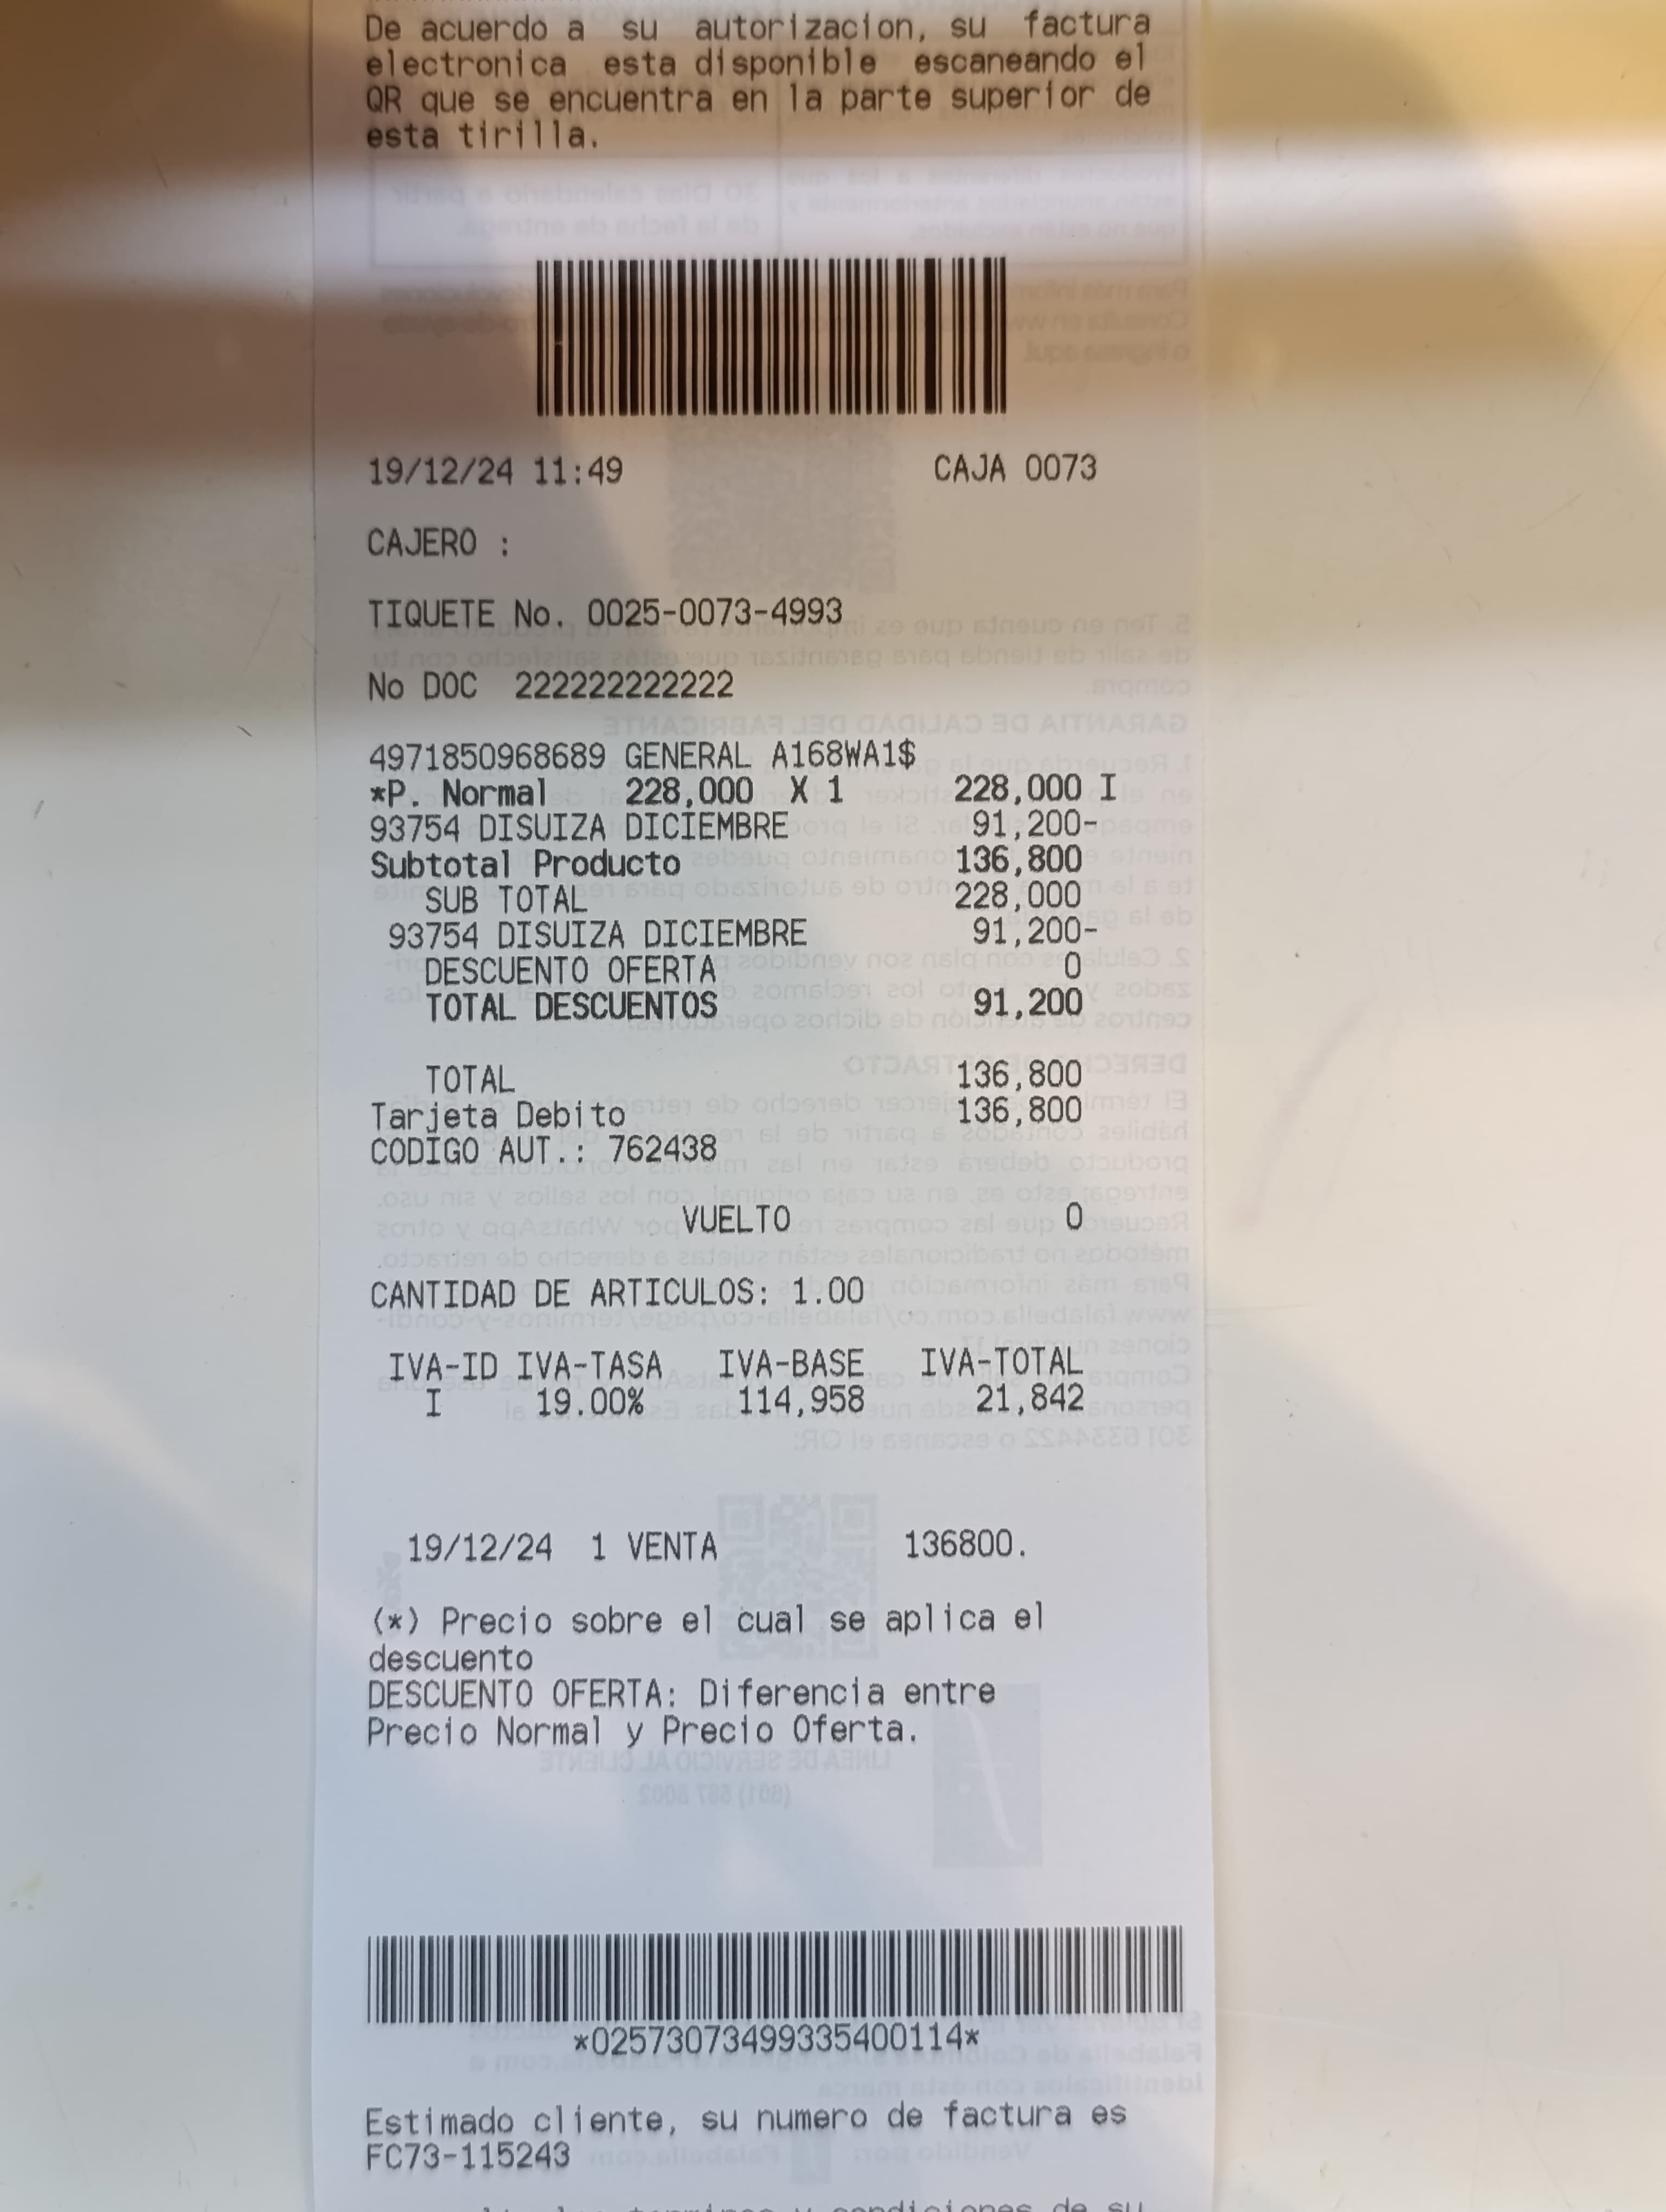 De acuerdo a su autorizacion, su factura
electronica esta disponible escaneando el
QR que se encuentra en la parte superior de
esta tirilla.
19/12/24 11:49 CAJA 0073
CAJERO :
TIQUETE No. 0025-0073-4993
No DOC 222222222222
4971850968689 GENERAL A168WA1$
*P. Normal 228,000 X 1 228,000 I
93754 DISUIZA DICIEMBRE 91,200-
Subtotal Producto 136,800
SUB TOTAL 228,000
93754 DISUIZA DICIEMBRE 91,200-
DESCUENTO OFERTA 0
TOTAL DESCUENTOS 91,200
TOTAL 136,800
Tarjeta Debito 136,800
CODIGO AUT.: 762438
VUELTO 0
CANTIDAD DE ARTICULOS: 1.00
IVA-ID IVA-TASA IVA-BASE IVA-TOTAL
I 19.00% 114,958 21,842
19/12/24 1 VENTA 136800.
(*) Precio sobre el cual se aplica el
descuento
DESCUENTO OFERTA: Diferencia entre
Precio Normal y Precio Oferta.
*02573073499335400114*
Estimado cliente, su numero de factura es
FC73-115243